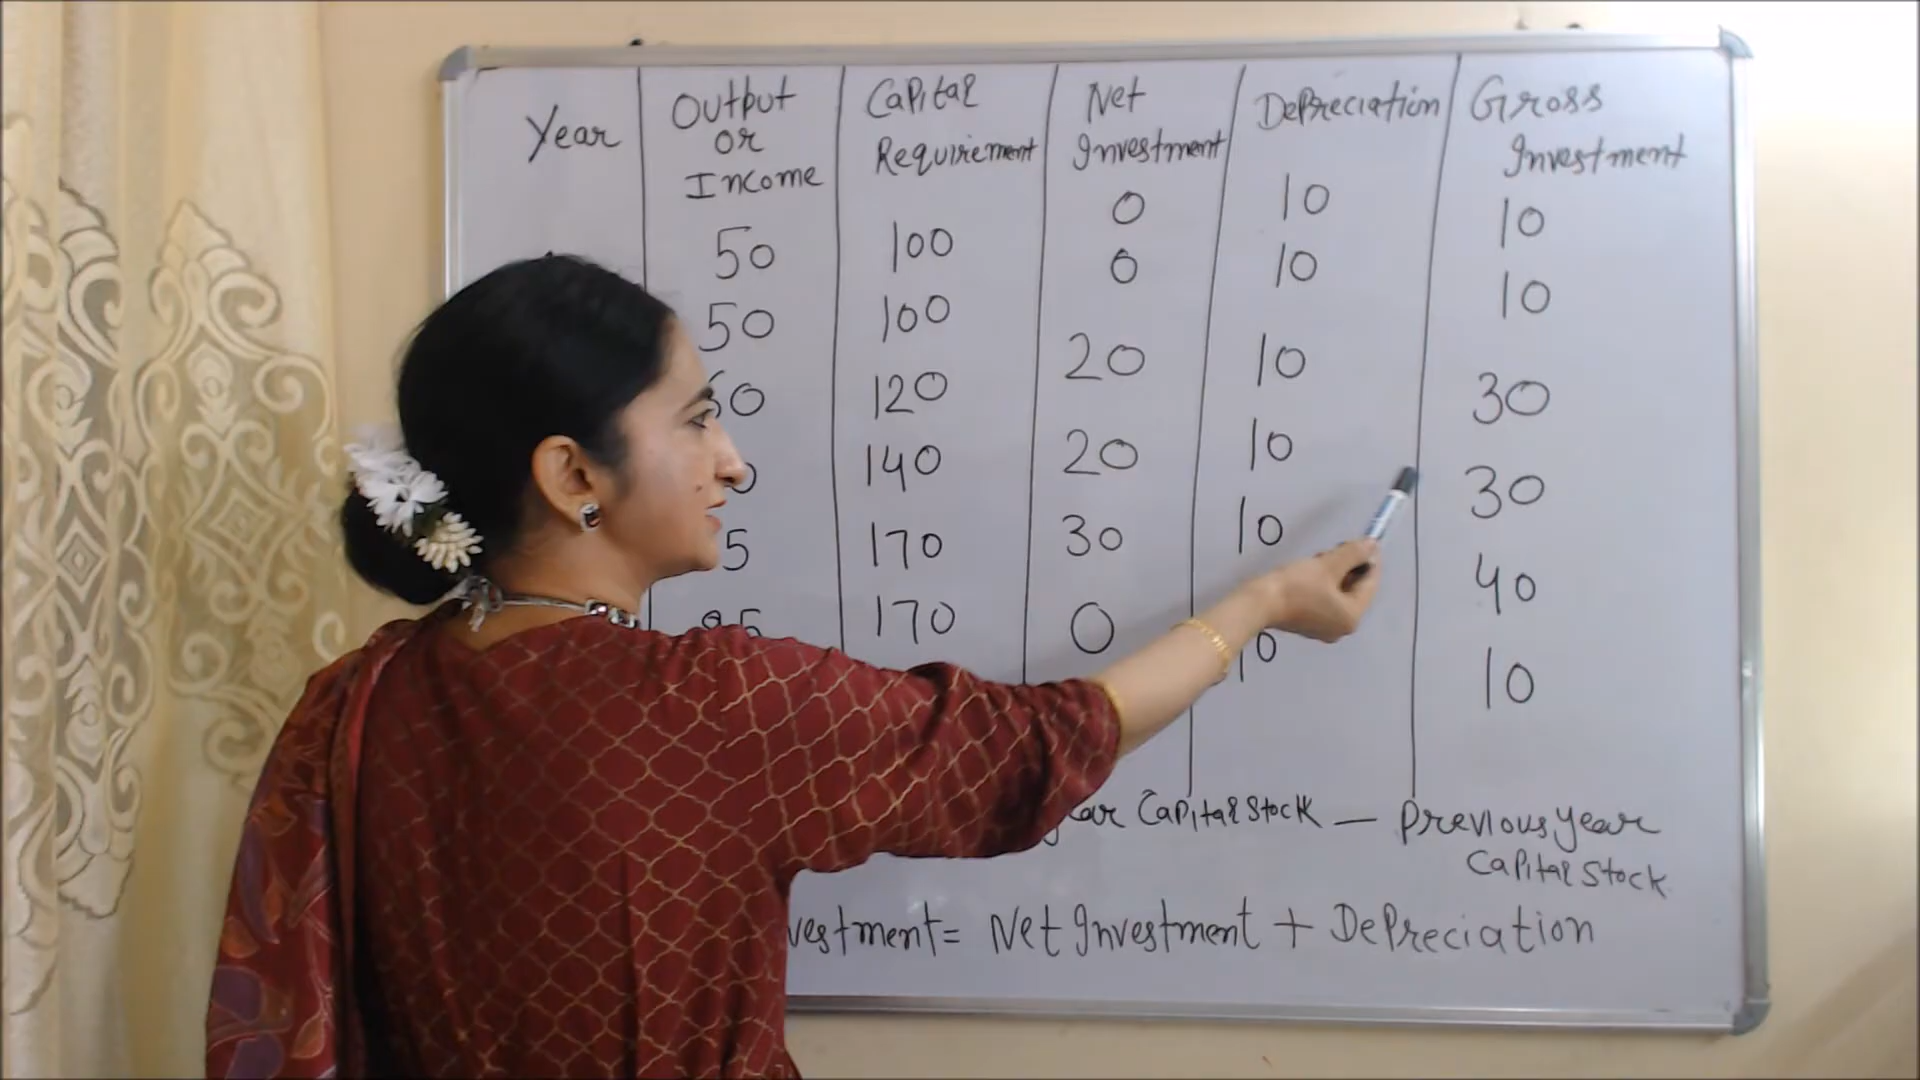 Year Output or Income Capital Requirement Net Investment Depreciation Gross Investment
50 100 0 10 10
50 100 0 10 10
120 20 10 30
140 20 10 30
170 30 10 40
170 0 10 10
Capital Stock — Previous year
Capital Stock
= Net Investment + Depreciation